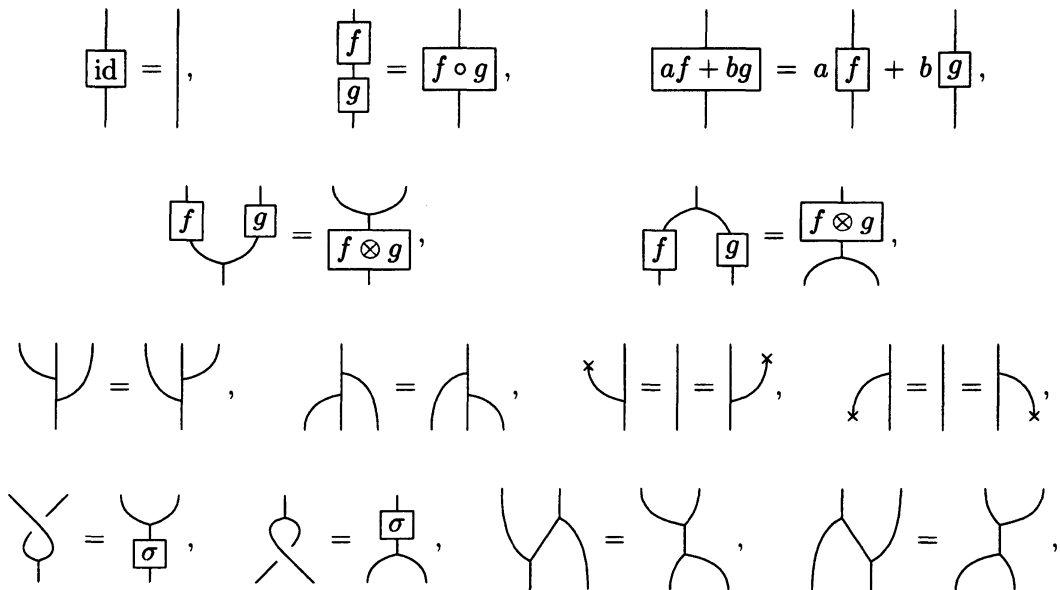 id = ,
f g = f ∘ g ,
af + bg = a f + b g ,
f g = f ⊗ g ,
f g = f ⊗ g ,
= ,
= ,
= = ,
= = ,
= σ ,
= σ ,
= ,
= ,